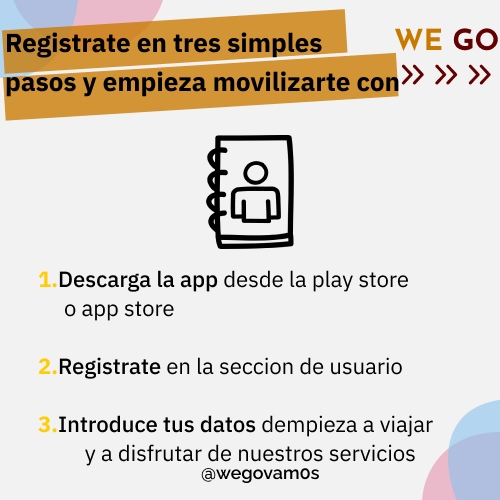 Registrate en tres simples
WE GO
pasos y empieza movilizarte con
1.Descarga la app desde la play store
o app store
2.Registrate en la seccion de usuario
3.Introduce tus datos dempieza a viajar
y a disfrutar de nuestros servicios
@wegovam0s